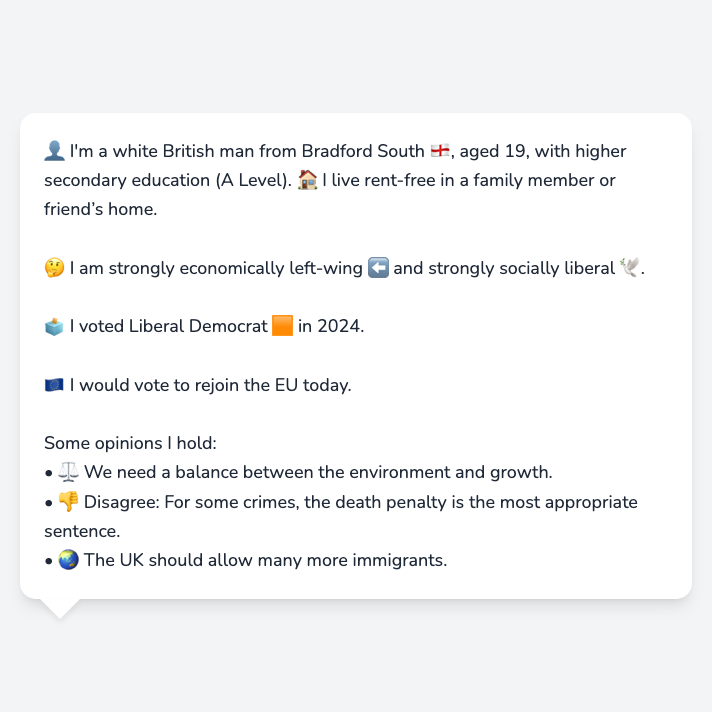 👤 I'm a white British man from Bradford South 🏴󠁧󠁢󠁥󠁮󠁧󠁿, aged 19, with higher
secondary education (A Level). 🏠 I live rent-free in a family member or
friend’s home.
🤔 I am strongly economically left-wing ⬅️ and strongly socially liberal 🕊️.
🗳️ I voted Liberal Democrat 🟧 in 2024.
🇪🇺 I would vote to rejoin the EU today.
Some opinions I hold:
• ⚖️ We need a balance between the environment and growth.
• 👎 Disagree: For some crimes, the death penalty is the most appropriate
sentence.
• 🌏 The UK should allow many more immigrants.